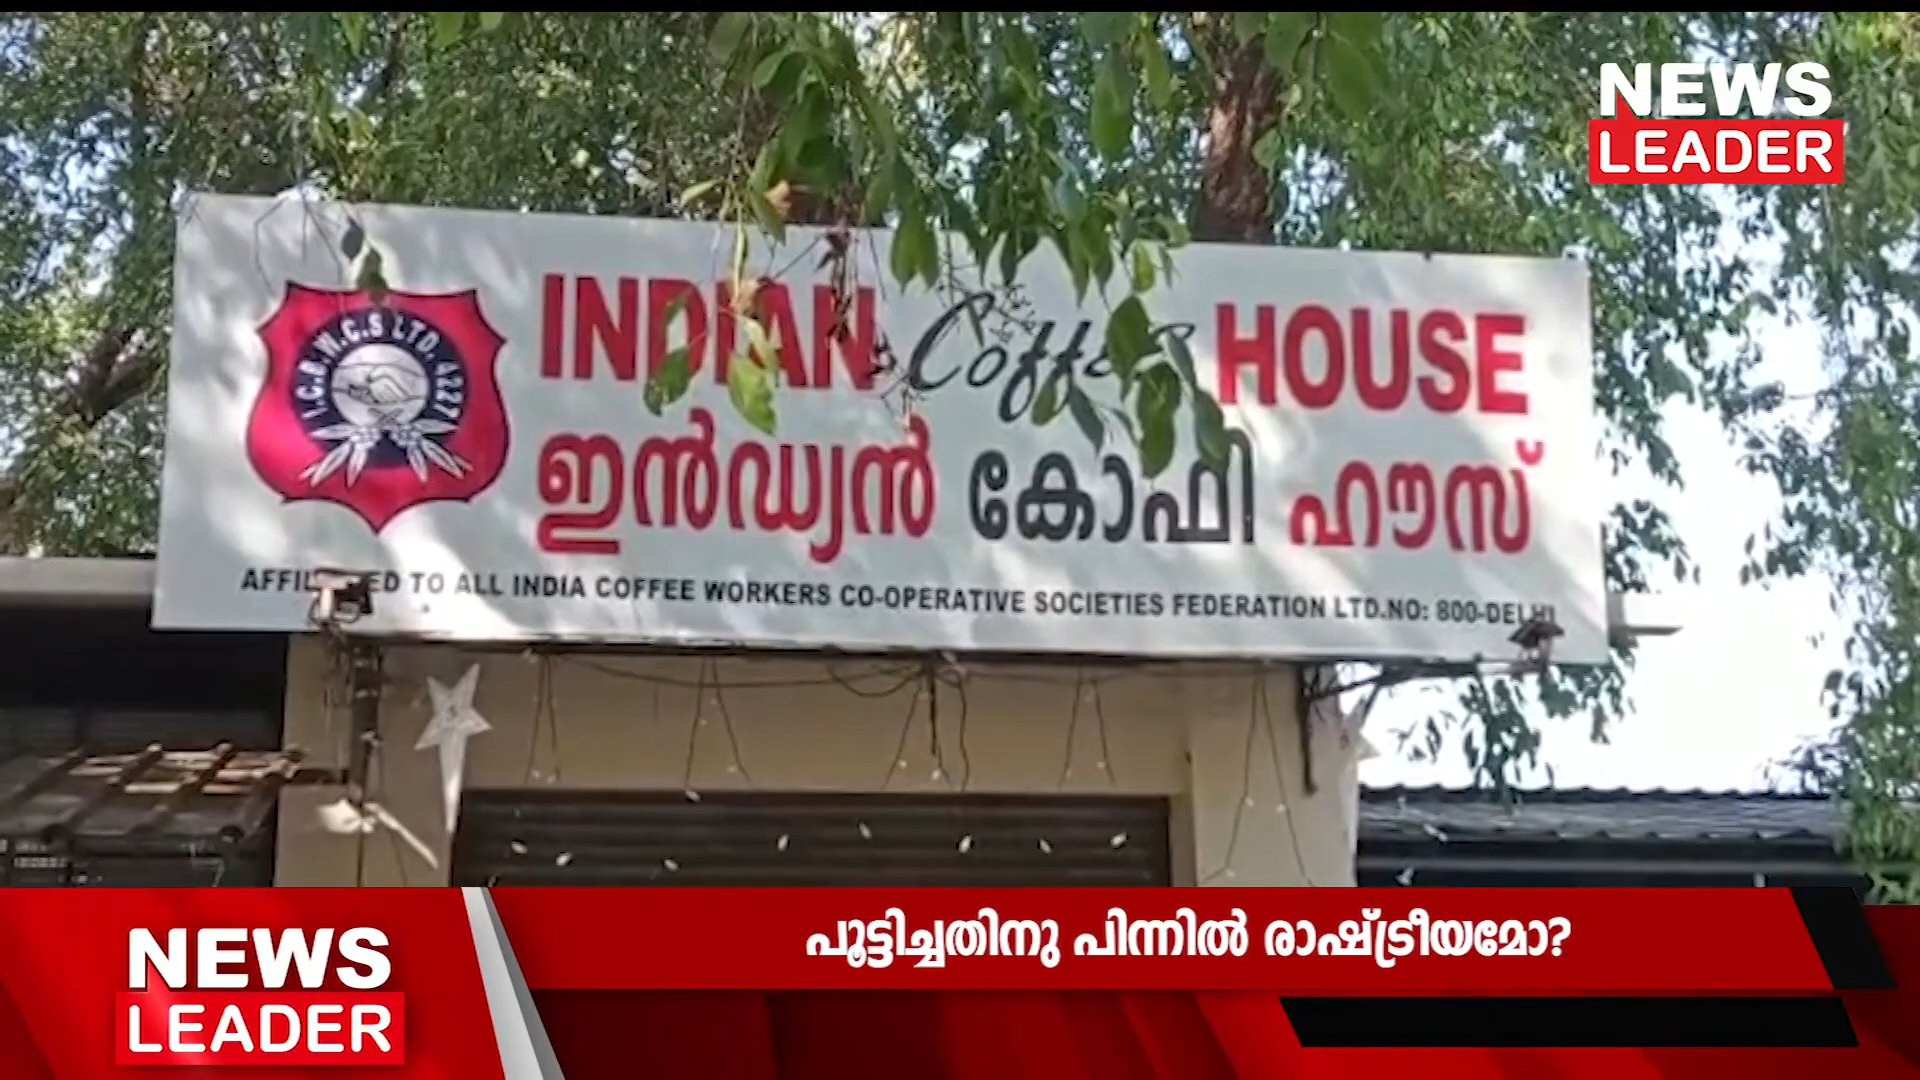 NEWS
LEADER
I.C.B.W.C.S LTD. 4227
INDIAN Coffee HOUSE
ഇൻഡ്യൻ കോഫി ഹൗസ്
TO ALL INDIA COFFEE WORKERS CO-OPERATIVE SOCIETIES FEDERATION LTD.NO: 800-DELHI
പൂട്ടിച്ചതിനു പിന്നിൽ രാഷ്ട്രീയമോ?
NEWS
LEADER